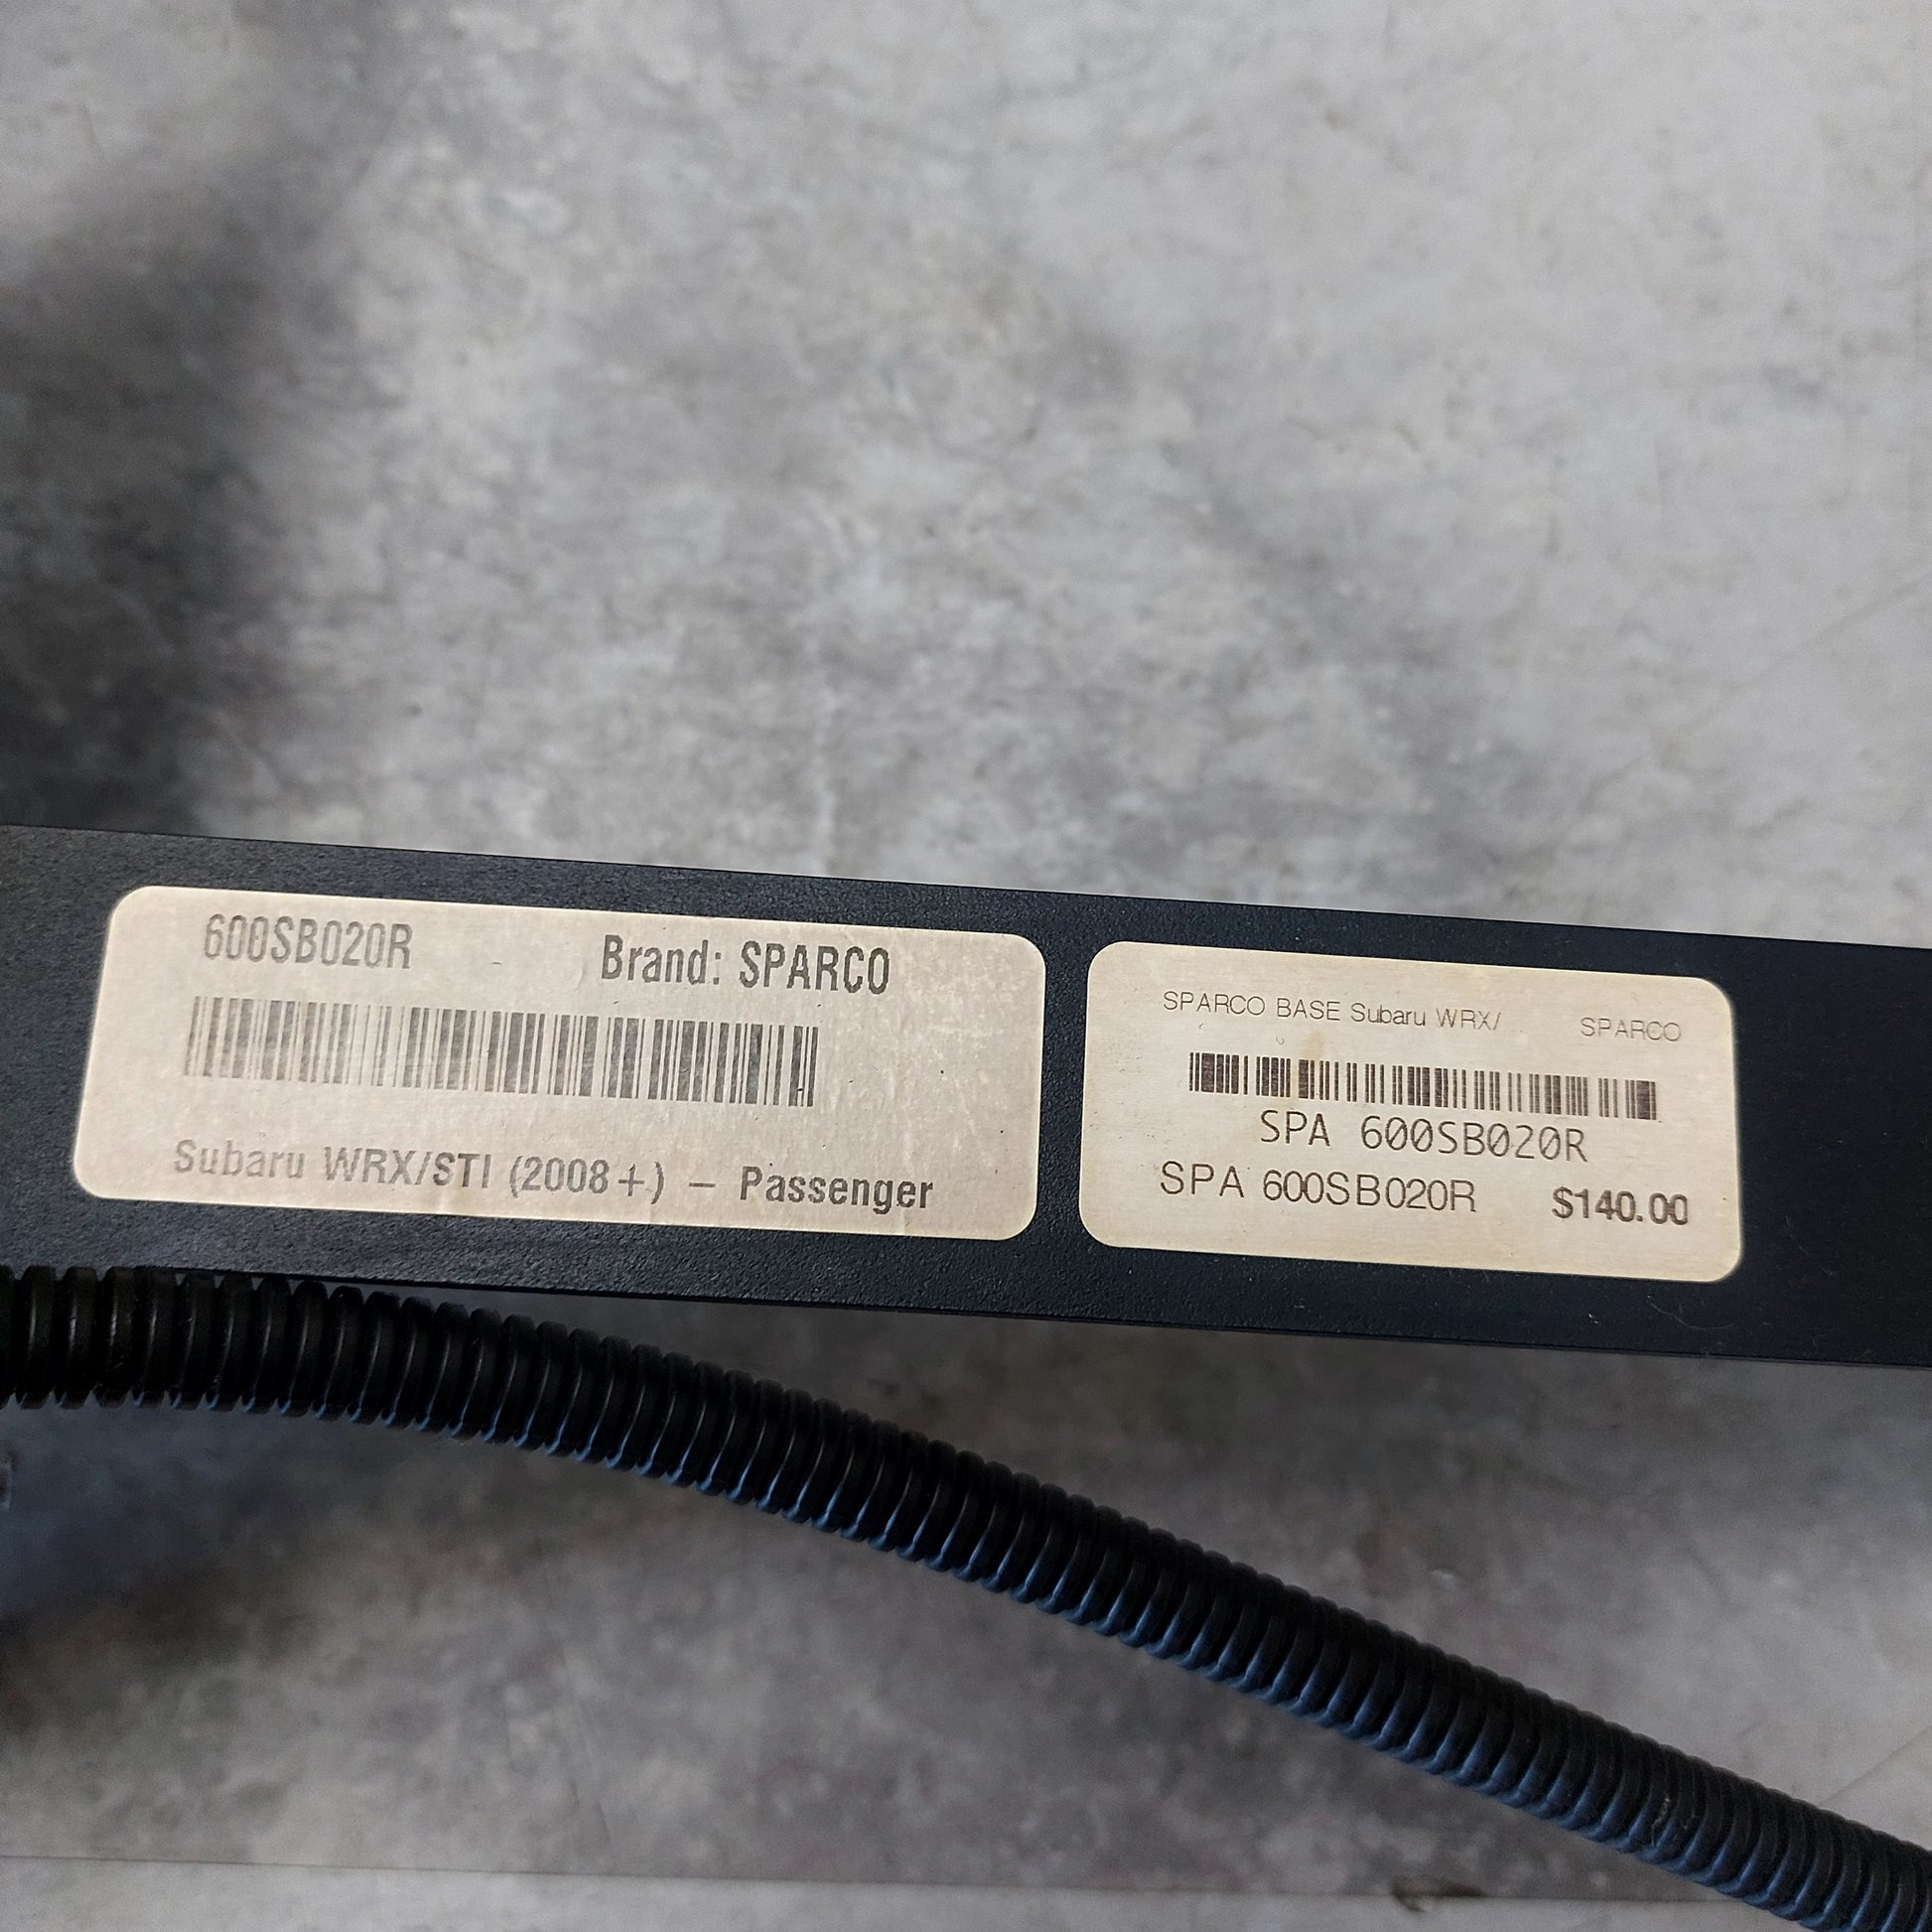 600SB020R Brand: SPARCO
Subaru WRX/STI (2008+) – Passenger
SPARCO BASE Subaru WRX/ SPARCO
SPA 600SB020R
SPA 600SB020R $140.00